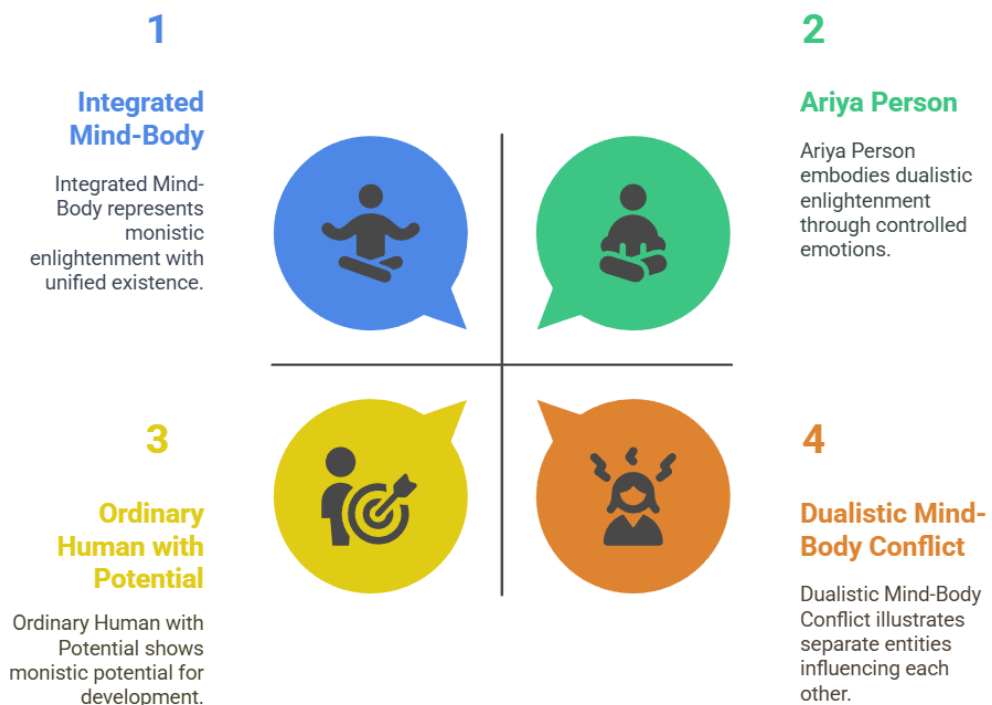 1
Integrated
Mind-Body
Integrated Mind-
Body represents
monistic
enlightenment with
unified existence.
2
Ariya Person
Ariya Person
embodies dualistic
enlightenment
through controlled
emotions.
3
Ordinary
Human with
Potential
Ordinary Human with
Potential shows
monistic potential for
development.
4
Dualistic Mind-
Body Conflict
Dualistic Mind-Body
Conflict illustrates
separate entities
influencing each
other.